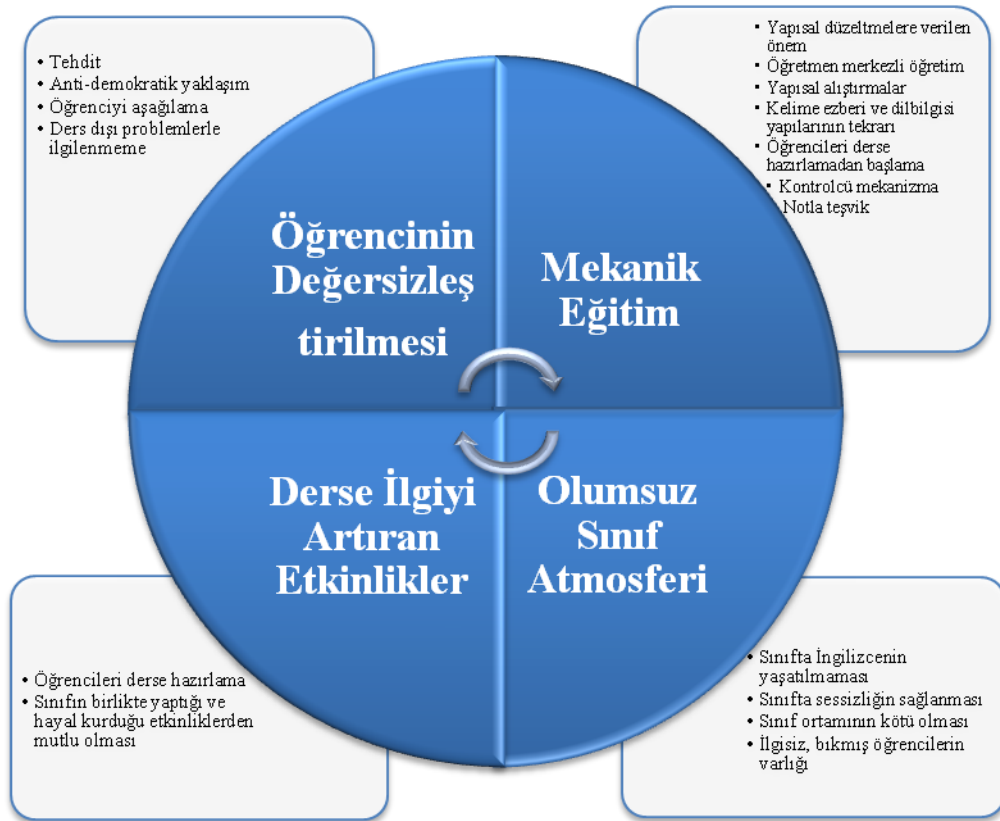 • Tehdit
• Anti-demokratik yaklaşım
• Öğrenciyi aşağılama
• Ders dışı problemlerle
ilgilenmeme
▪ Yapısal düzeltmelere verilen
önem
▪ Öğretmen merkezli öğretim
▪ Yapısal alıştırmalar
▪ Kelime ezberi ve dilbilgisi
yapılarının tekrarı
▪ Öğrencileri derse
hazırlamadan başlama
▪ Kontrolcü mekanizma
▪ Notla teşvik
Öğrencinin
Değersizleş
tirilmesi
Mekanik
Eğitim
Derse İlgiyi
Artıran
Etkinlikler
Olumsuz
Sınıf
Atmosferi
• Öğrencileri derse hazırlama
• Sınıfın birlikte yaptığı ve
hayal kurduğu etkinliklerden
mutlu olması
• Sınıfta İngilizcenin
yaşatılmaması
• Sınıfta sessizliğin sağlanması
• Sınıf ortamının kötü olması
• İlgisiz, bıkmış öğrencilerin
varlığı